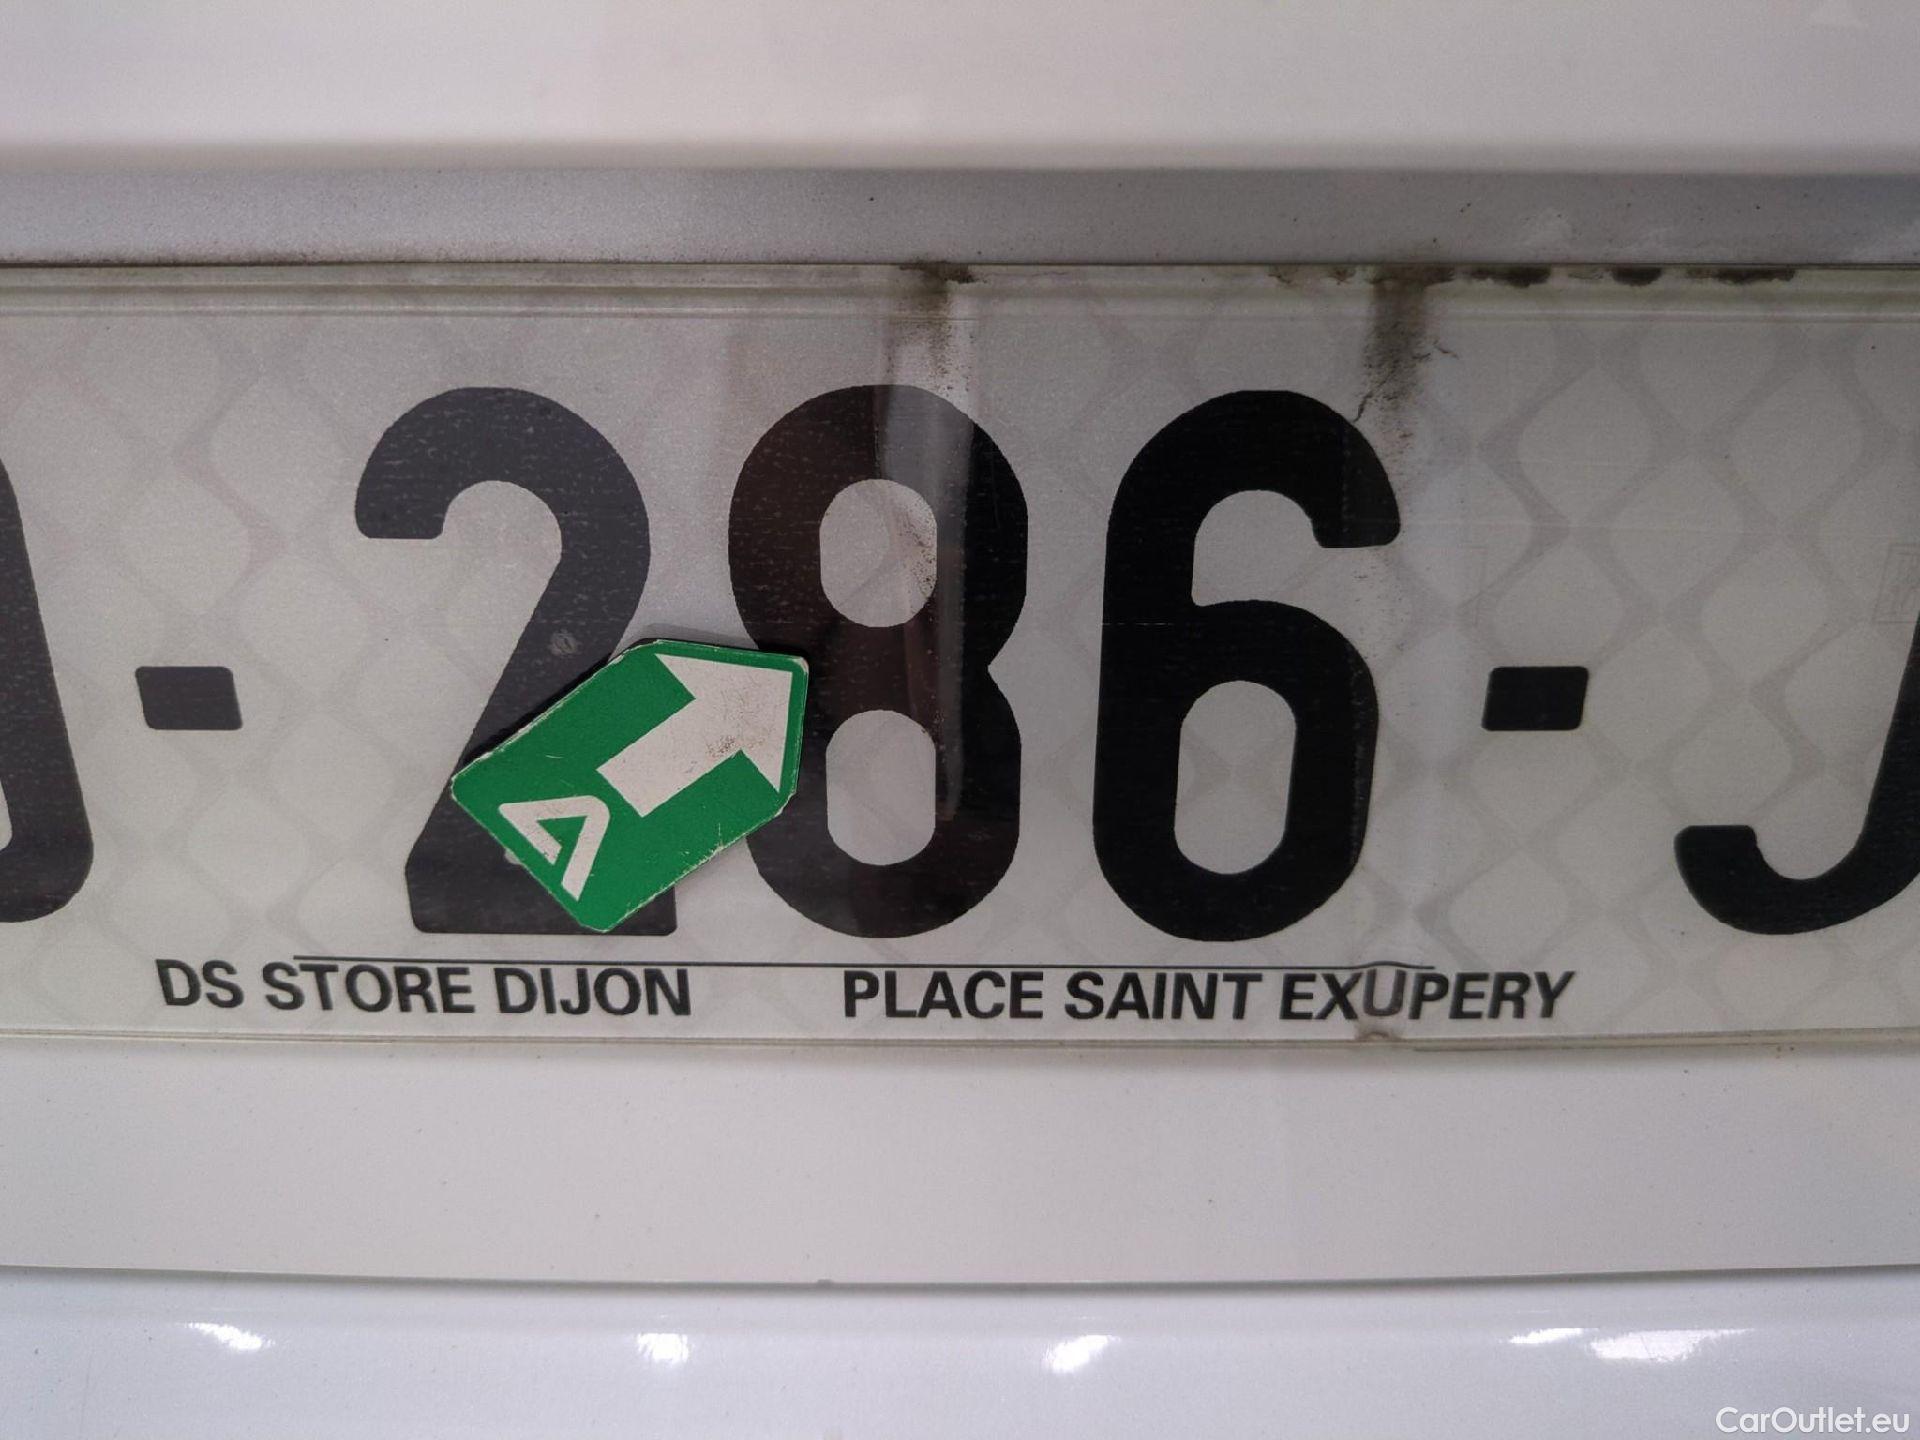 -286-J
DS STORE DIJON PLACE SAINT EXUPERY
A
CarOutlet.eu